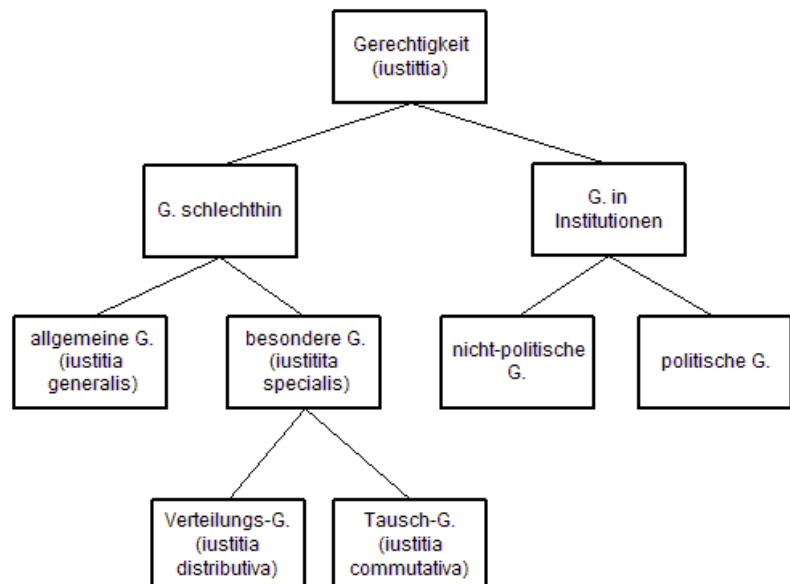 Gerechtigkeit
(iustittia)
G. schlechthin
G. in
Institutionen
allgemeine G.
(iustitia
generalis)
besondere G.
(iustitita
specialis)
nicht-politische
G.
politische G.
Verteilungs-G.
(iustitia
distributiva)
Tausch-G.
(iustitia
commutativa)